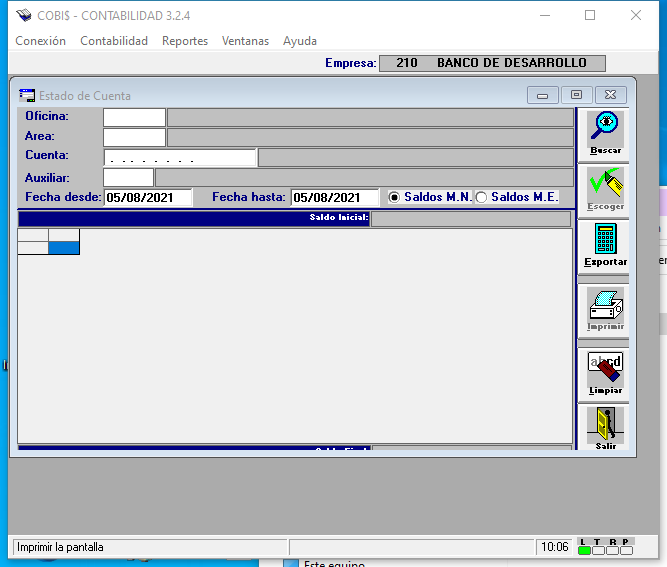 COBIS - CONTABILIDAD 3.2.4
Conexión Contabilidad Reportes Ventanas Ayuda
Empresa: 210 BANCO DE DESARROLLO
Estado de Cuenta
Oficina:
Area:
Cuenta: . . . . . . . .
Auxiliar:
Fecha desde: 05/08/2021 Fecha hasta: 05/08/2021 Saldos M.N. Saldos M.E.
Saldo Inicial:
Buscar
Escoger
Exportar
Imprimir
abcd
Limpiar
Salir
Imprimir la pantalla
10:06
L T R P
Este equipo